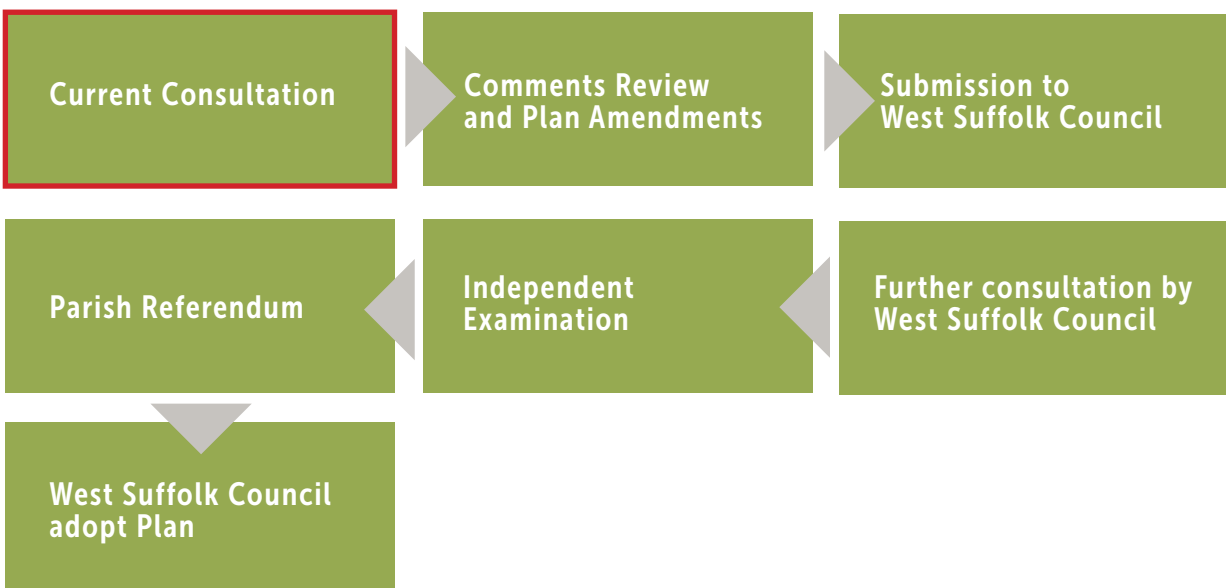 Current Consultation
Comments Review
and Plan Amendments
Submission to
West Suffolk Council
Further consultation by
West Suffolk Council
Independent
Examination
Parish Referendum
West Suffolk Council
adopt Plan